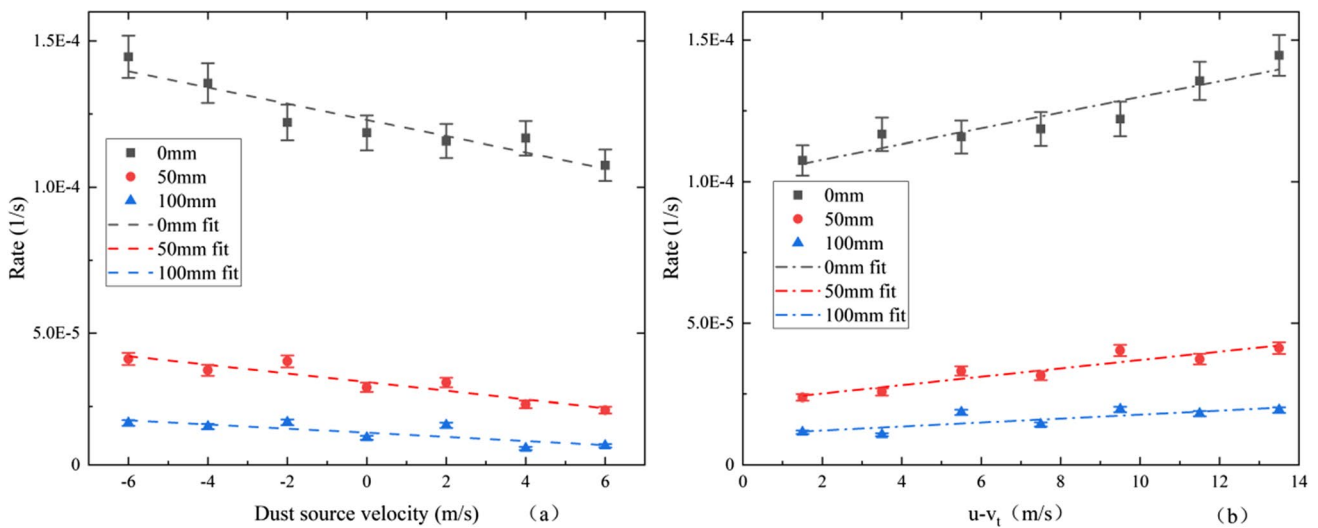 1.5E-4
1.0E-4
5.0E-5
0
Rate (1/s)
0mm
50mm
100mm
0mm fit
50mm fit
100mm fit
-6 -4 -2 0 2 4 6
Dust source velocity (m/s) （a）
1.5E-4
1.0E-4
5.0E-5
0
Rate (1/s)
0mm
50mm
100mm
0mm fit
50mm fit
100mm fit
0 2 4 6 8 10 12 14
u-vt（m/s） （b）